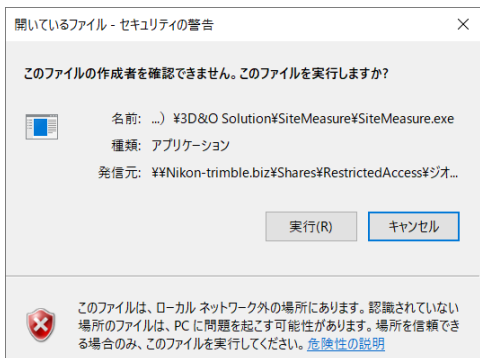 開いているファイル - セキュリティの警告
このファイルの作成者を確認できません。このファイルを実行しますか?
名前: ...) ¥3D&O Solution¥SiteMeasure¥SiteMeasure.exe
種類: アプリケーション
発信元: ¥¥Nikon-trimble.biz¥Shares¥RestrictedAccess¥ジオ...
実行(R) キャンセル
このファイルは、ローカル ネットワーク外の場所にあります。認識されていない
場所のファイルは、PC に問題を起こす可能性があります。場所を信頼でき
る場合のみ、このファイルを実行してください。危険性の説明